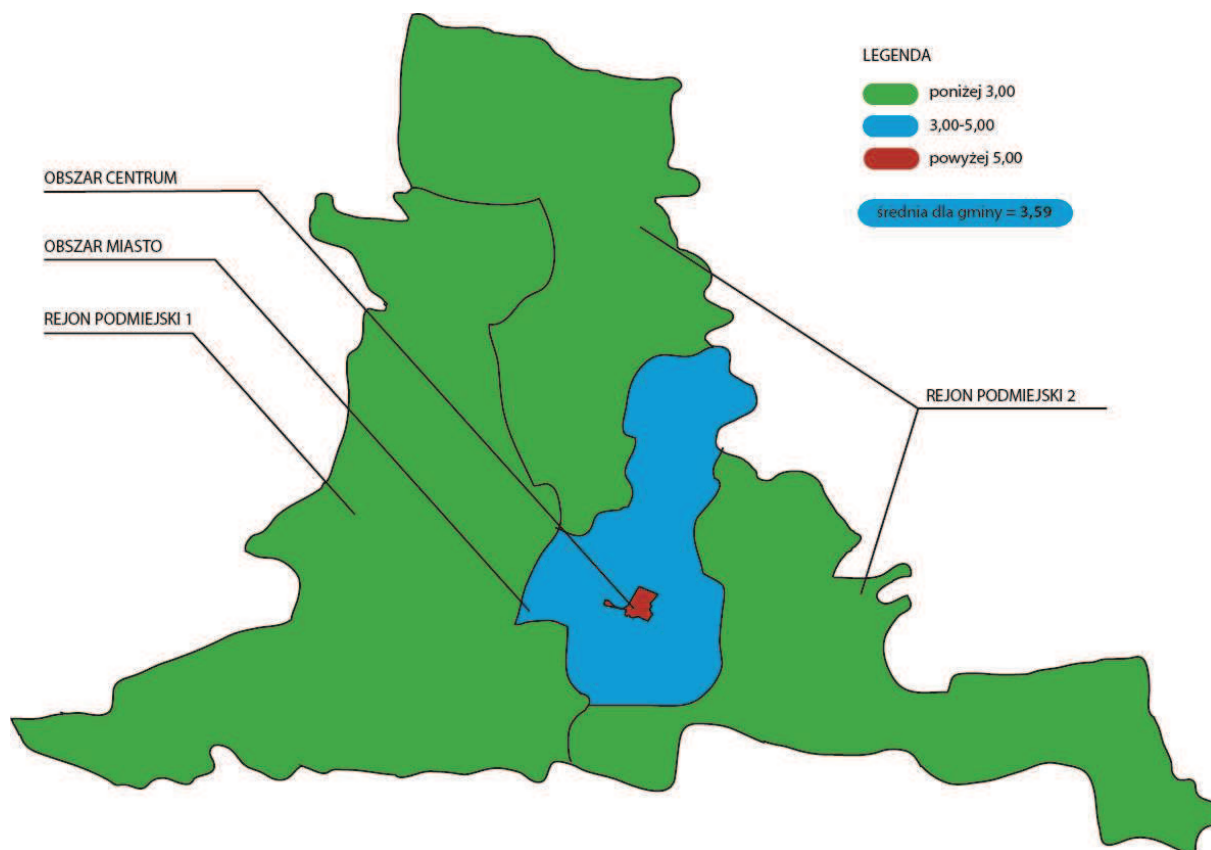 LEGENDA
poniżej 3,00
3,00-5,00
powyżej 5,00
średnia dla gminy = 3,59
OBSZAR CENTRUM
OBSZAR MIASTO
REJON PODMIEJSKI 1
REJON PODMIEJSKI 2